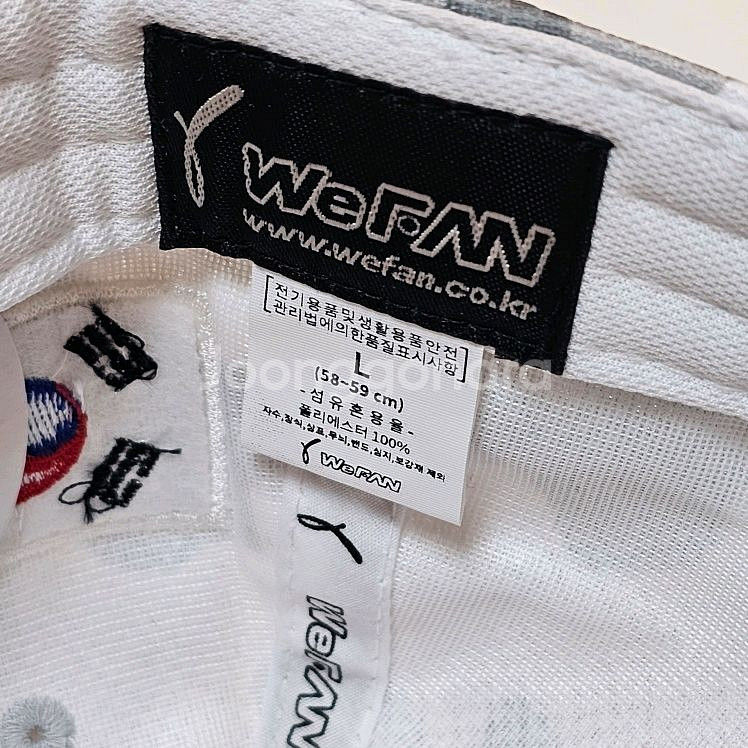 WeFAN
www.wefan.co.kr
[전기용품및생활용품안전
관리법에의한품질표시사항]
L
(58~59 cm)
- 섬유혼용율 -
폴리에스터 100%
자수,장식,심포,무늬,밴드,심지,보강재 제외
WeFAN
WeFAN